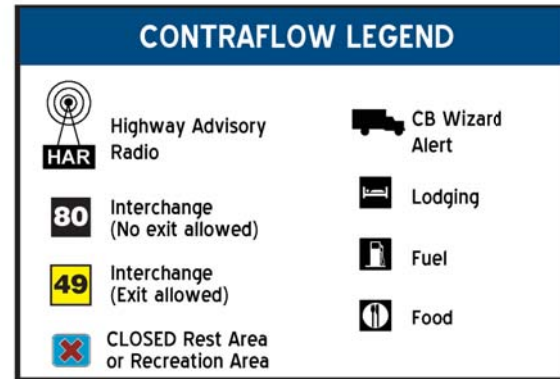 CONTRAFLOW LEGEND
HAR
Highway Advisory
Radio
80
Interchange
(No exit allowed)
49
Interchange
(Exit allowed)
CLOSED Rest Area
or Recreation Area
CB Wizard
Alert
Lodging
Fuel
Food